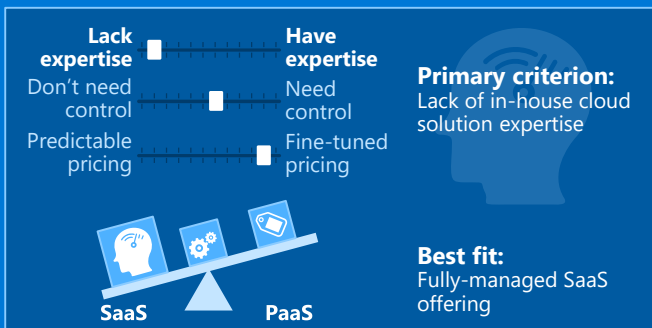 Lack
expertise
Have
expertise
Don't need
control
Need
control
Predictable
pricing
Fine-tuned
pricing
Primary criterion:
Lack of in-house cloud
solution expertise
SaaS
PaaS
Best fit:
Fully-managed SaaS
offering